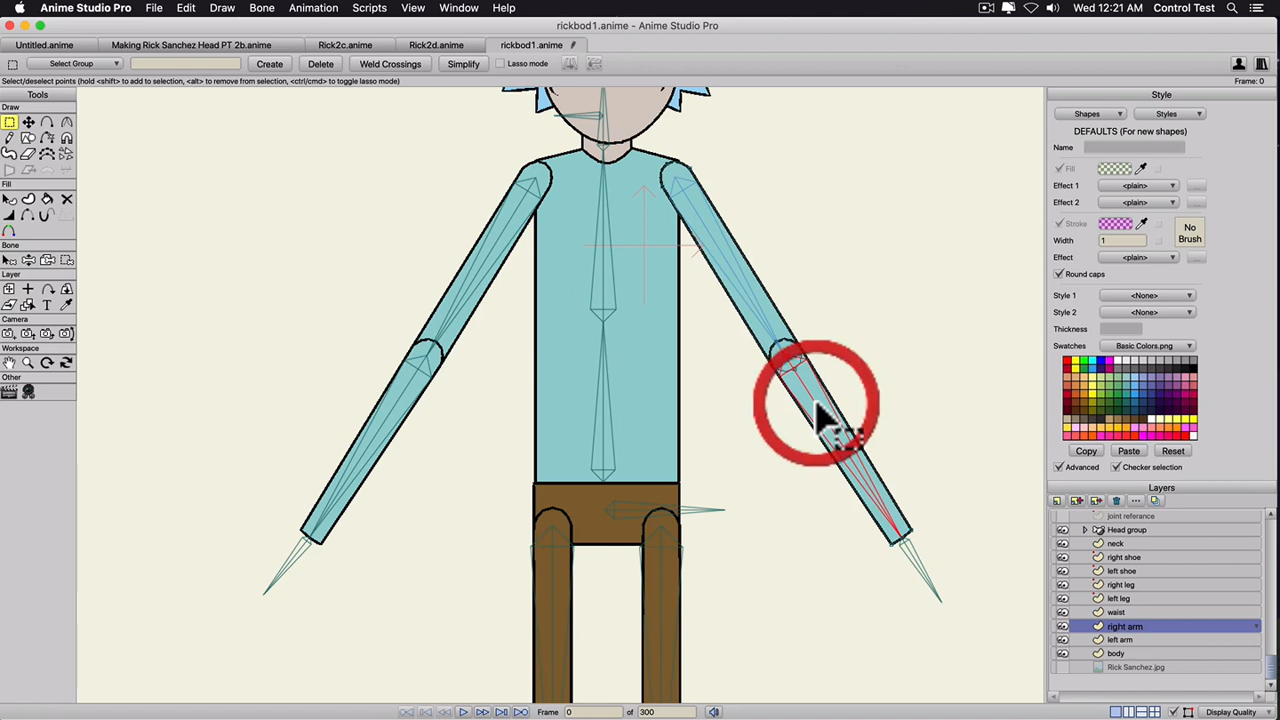 Anime Studio Pro File Edit Draw Bone Animation Scripts View Window Help Wed 12:21 AM Control Test
rickbod1.anime - Anime Studio Pro
Untitled.anime Making Rick Sanchez Head PT 2b.anime Rick2c.anime Rick2d.anime rickbod1.anime
Select Group Create Delete Weld Crossings Simplify Lasso mode
Select/deselect points (hold <shift> to add to selection, <alt> to remove from selection, <ctrl/cmd> to toggle lasso mode) Frame: 0
Tools
Draw
Fill
Bone
Layer
Camera
Workspace
Other
Style
Shapes Styles
DEFAULTS (For new shapes)
Name
Fill
Effect 1 <plain> ...
Effect 2 <plain> ...
Stroke
Width 1
No Brush
Effect <plain> ...
Round caps
Style 1 <None>
Style 2 <None>
Thickness
Swatches Basic Colors.png
Copy Paste Reset
Advanced Checker selection
Layers
joint referance
Head group
neck
right shoe
left shoe
right leg
left leg
waist
right arm
left arm
body
Rick Sanchez.jpg
Frame 0 of 300 Display Quality